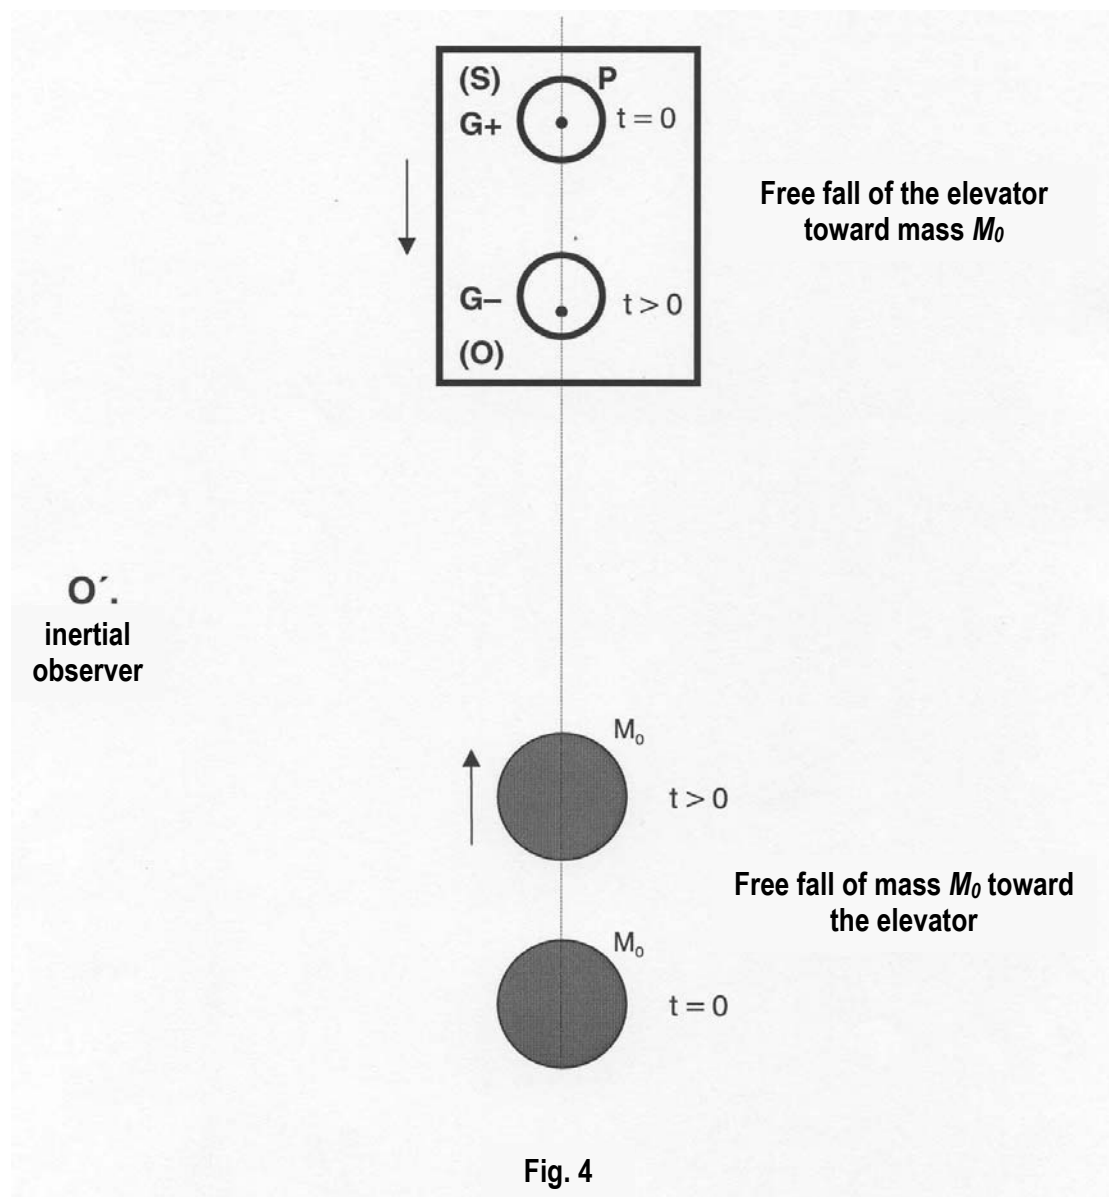 (S)
P
G+
t = 0
Free fall of the elevator
toward mass M₀
G–
t > 0
(O)
O´.
inertial
observer
M₀
t > 0
Free fall of mass M₀ toward
the elevator
M₀
t = 0
Fig. 4